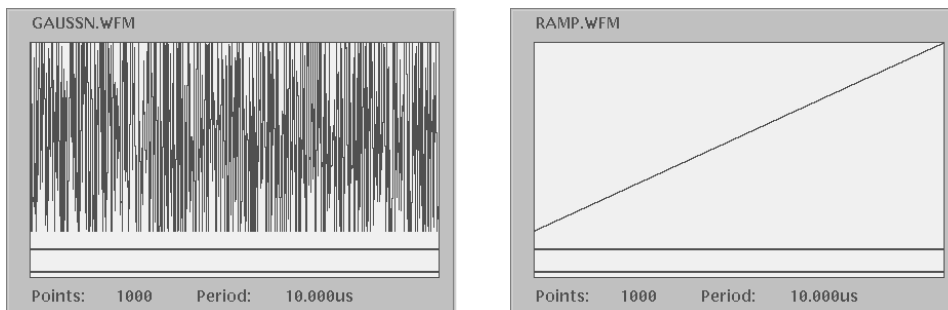 GAUSSN.WFM
Points: 1000 Period: 10.000us
RAMP.WFM
Points: 1000 Period: 10.000us